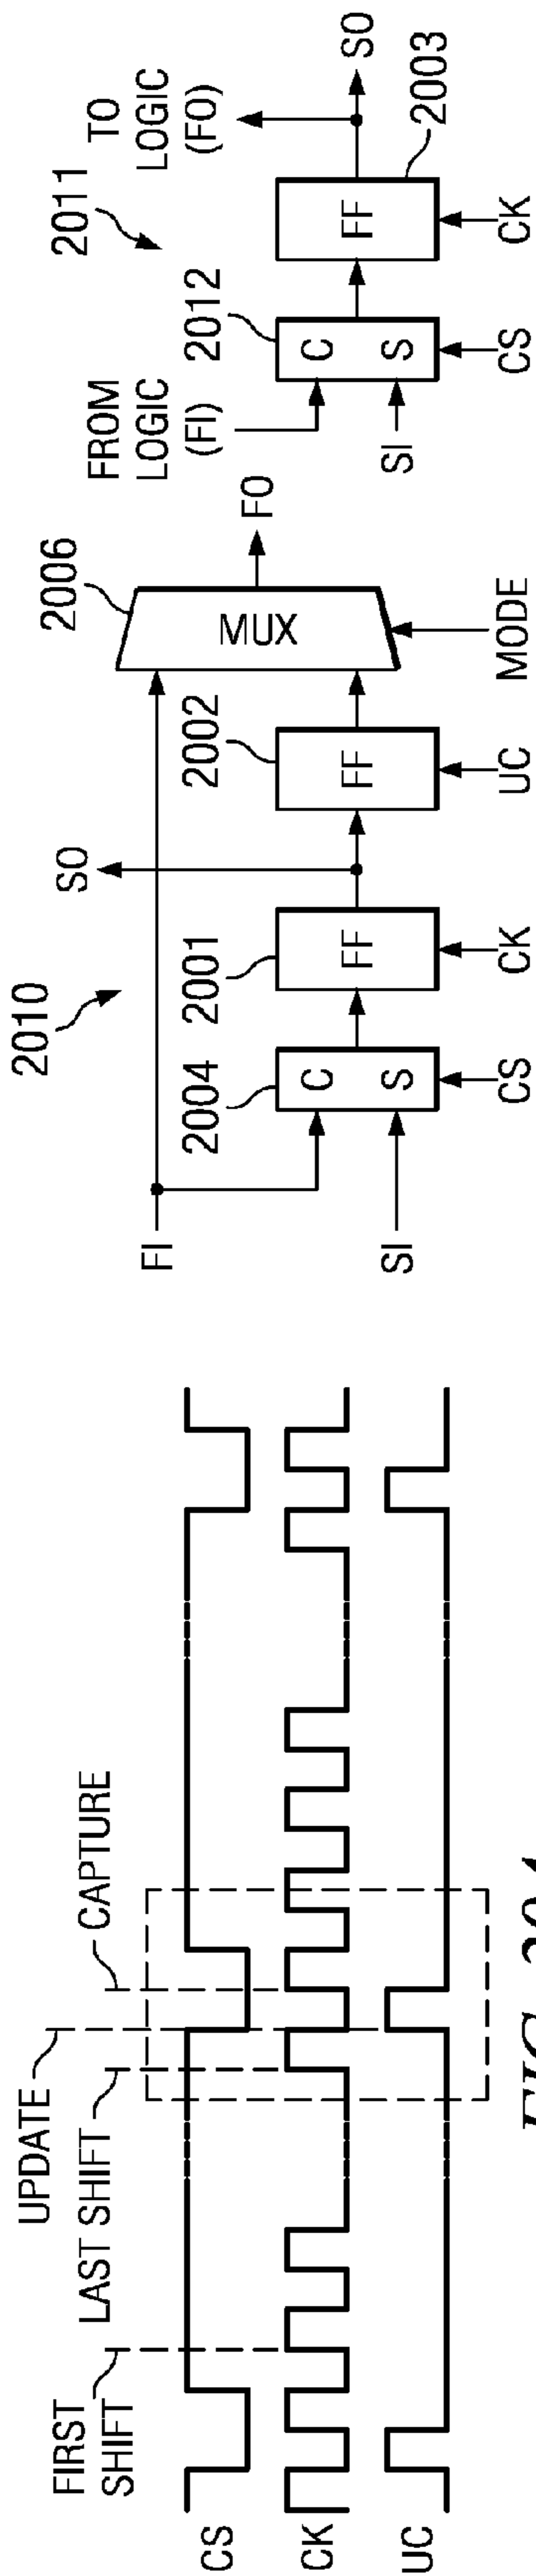 UPDATE
LAST SHIFT
CAPTURE
FIRST
SHIFT
CS
CK
UC
2010
SO
2006
FI
2004
2001
2002
MUX
FO
C
S
FF
FF
SI
CS
CK
UC
MODE
2011
FROM
LOGIC
(FI)
2012
TO
LOGIC
(FO)
C
S
FF
SO
SI
2003
CS
CK